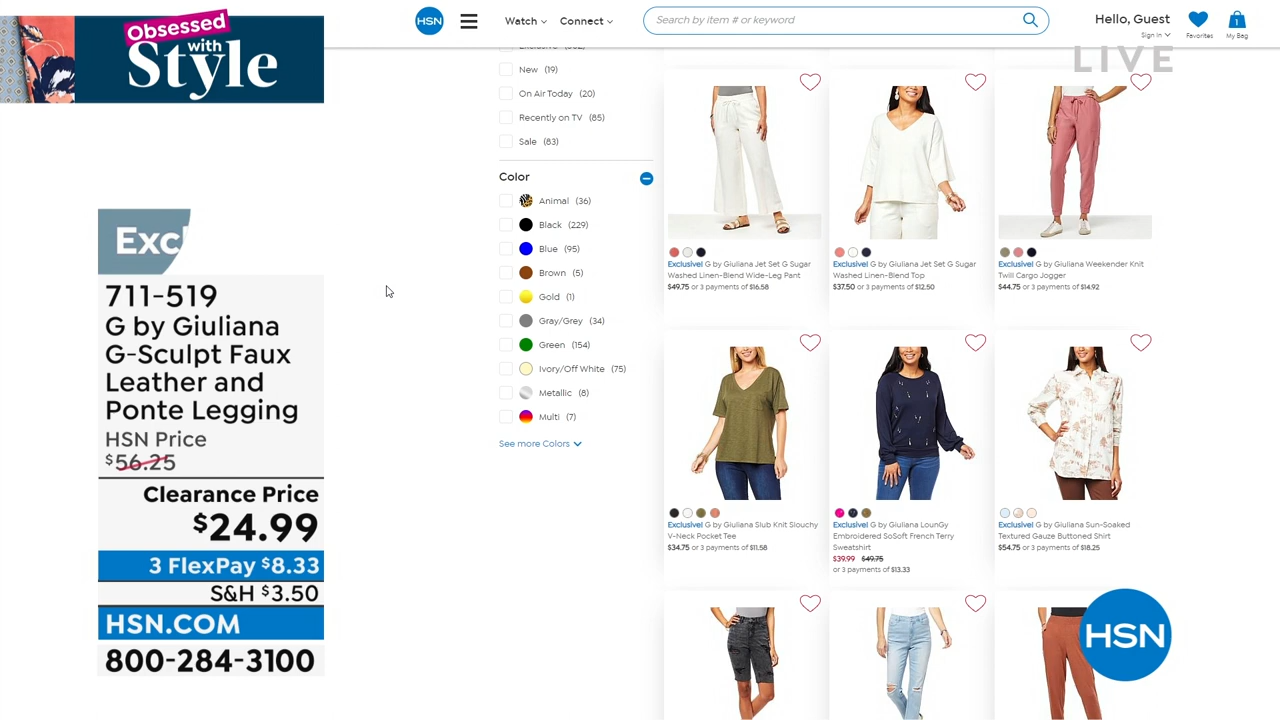 Obsessed
with
Style
HSN
Watch
Connect
Search by item # or keyword
Hello, Guest
Sign in
Favorites
1
My Bag
LIVE
New (19)
On Air Today (20)
Recently on TV (85)
Sale (83)
Color
Animal (36)
Black (229)
Blue (95)
Brown (5)
Gold (1)
Gray/Grey (34)
Green (154)
Ivory/Off White (75)
Metallic (8)
Multi (7)
See more Colors
Excl
711-519
G by Giuliana
G-Sculpt Faux
Leather and
Ponte Legging
HSN Price
$56.25
Clearance Price
$24.99
3 FlexPay $8.33
S&H $3.50
HSN.COM
800-284-3100
Exclusive! G by Giuliana Jet Set G Sugar
Washed Linen-Blend Wide-Leg Pant
$49.75 or 3 payments of $16.58
Exclusive! G by Giuliana Jet Set G Sugar
Washed Linen-Blend Top
$37.50 or 3 payments of $12.50
Exclusive! G by Giuliana Weekender Knit
Twill Cargo Jogger
$44.75 or 3 payments of $14.92
Exclusive! G by Giuliana Slub Knit Slouchy
V-Neck Pocket Tee
$34.75 or 3 payments of $11.58
Exclusive! G by Giuliana LounGy
Embroidered SoSoft French Terry
Sweatshirt
$39.99 $49.75
or 3 payments of $13.33
Exclusive! G by Giuliana Sun-Soaked
Textured Gauze Buttoned Shirt
$54.75 or 3 payments of $18.25
HSN